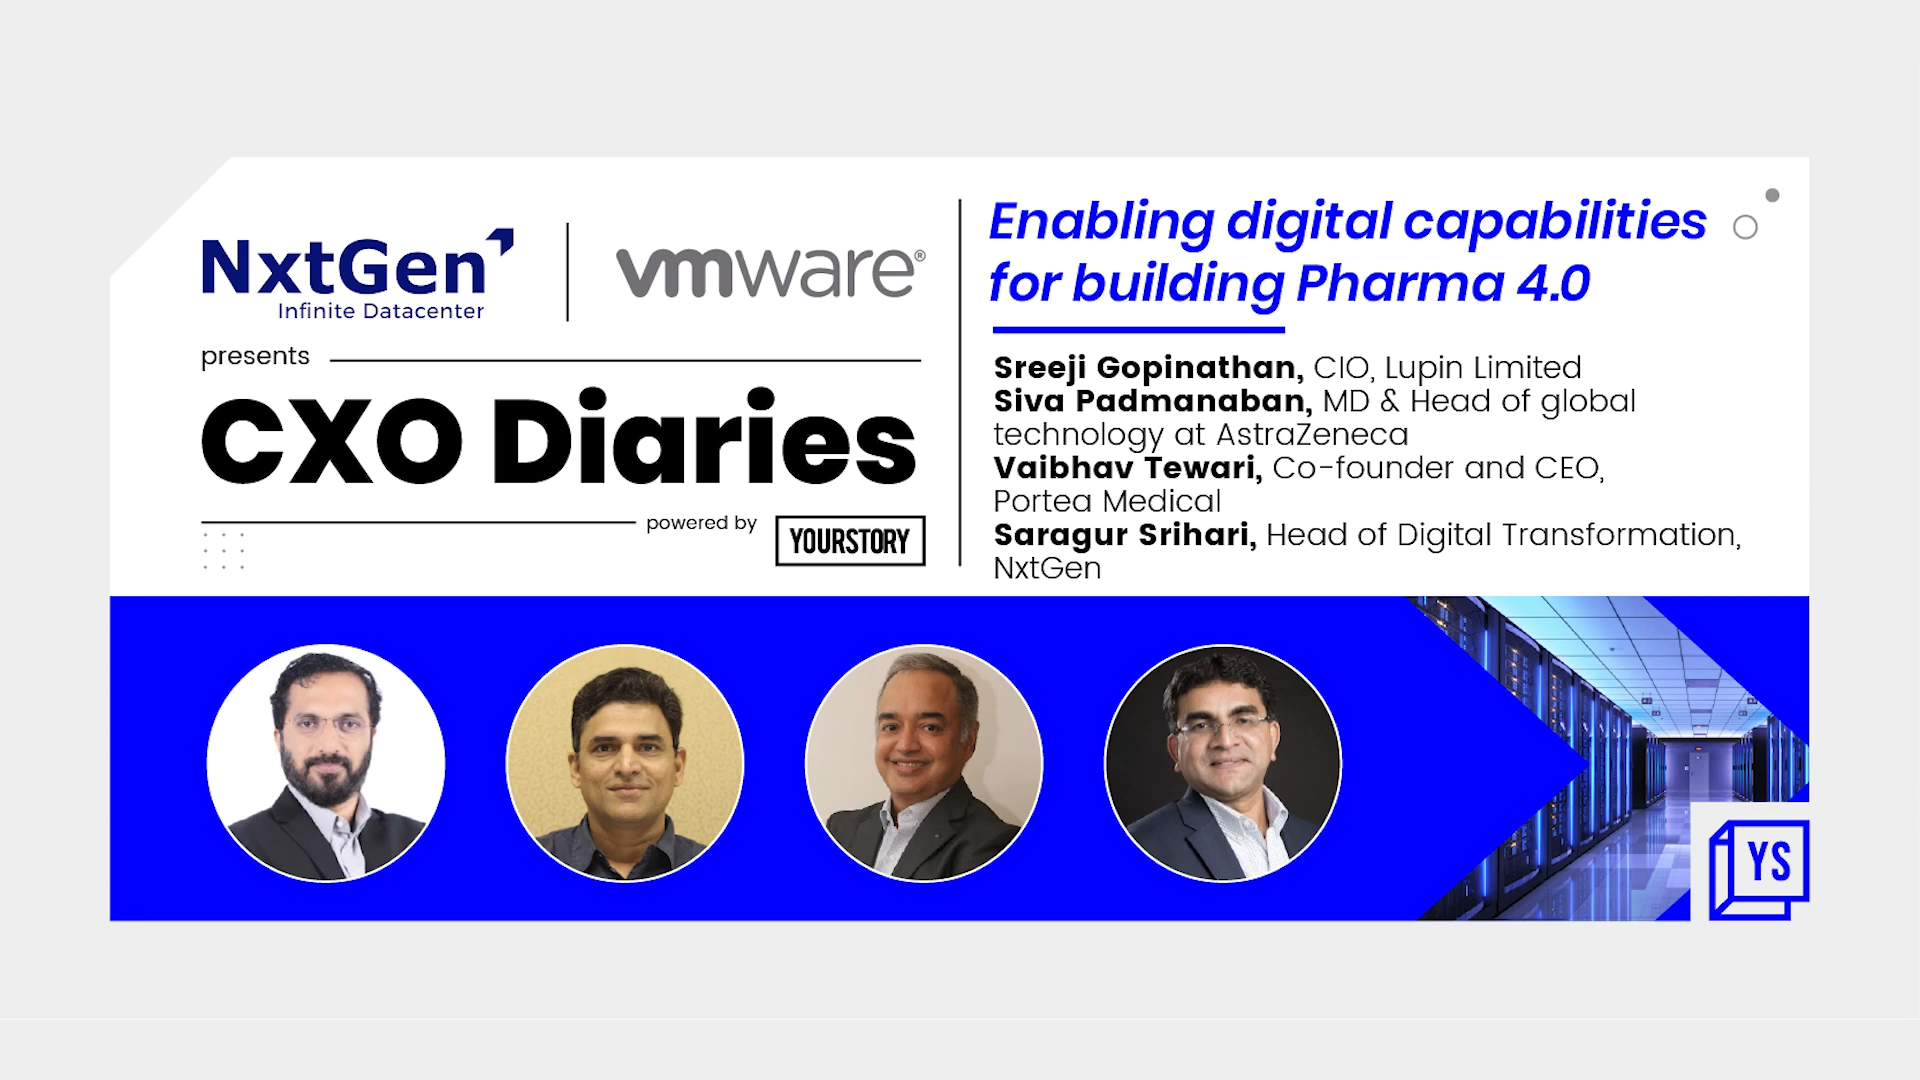 NxtGen
Infinite Datacenter
vmware®
presents
CXO Diaries
powered by
YOURSTORY
Enabling digital capabilities
for building Pharma 4.0
Sreeji Gopinathan, CIO, Lupin Limited
Siva Padmanaban, MD & Head of global
technology at AstraZeneca
Vaibhav Tewari, Co-founder and CEO,
Portea Medical
Saragur Srihari, Head of Digital Transformation,
NxtGen
YS